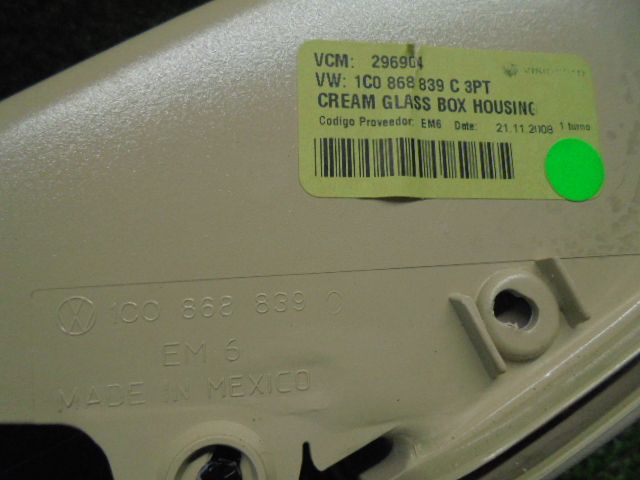 VCM: 296904
VW: 1C0 868 839 C 3PT
CREAM GLASS BOX HOUSING
Codigo Proveedor: EM6 Date: 21.11.2008 1 turno
1C0 868 839
EM 6
MADE IN MEXICO